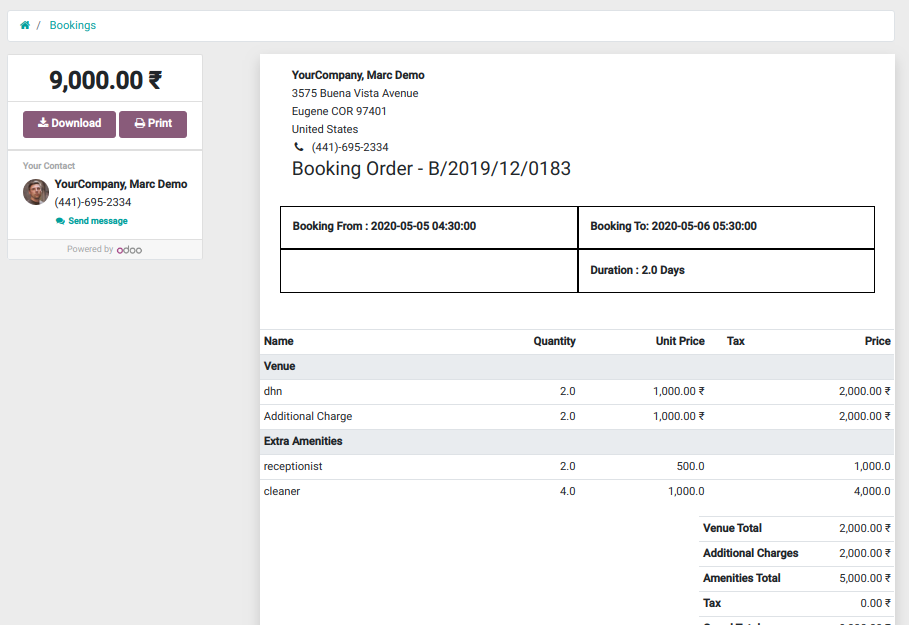 / Bookings
9,000.00 ₹
Download Print
Your Contact
YourCompany, Marc Demo
(441)-695-2334
Send message
Powered by odoo
YourCompany, Marc Demo
3575 Buena Vista Avenue
Eugene COR 97401
United States
(441)-695-2334
Booking Order - B/2019/12/0183
Booking From : 2020-05-05 04:30:00 Booking To: 2020-05-06 05:30:00
Duration : 2.0 Days
Name Quantity Unit Price Tax Price
Venue
dhn 2.0 1,000.00 ₹ 2,000.00 ₹
Additional Charge 2.0 1,000.00 ₹ 2,000.00 ₹
Extra Amenities
receptionist 2.0 500.0 1,000.0
cleaner 4.0 1,000.0 4,000.0
Venue Total 2,000.00 ₹
Additional Charges 2,000.00 ₹
Amenities Total 5,000.00 ₹
Tax 0.00 ₹